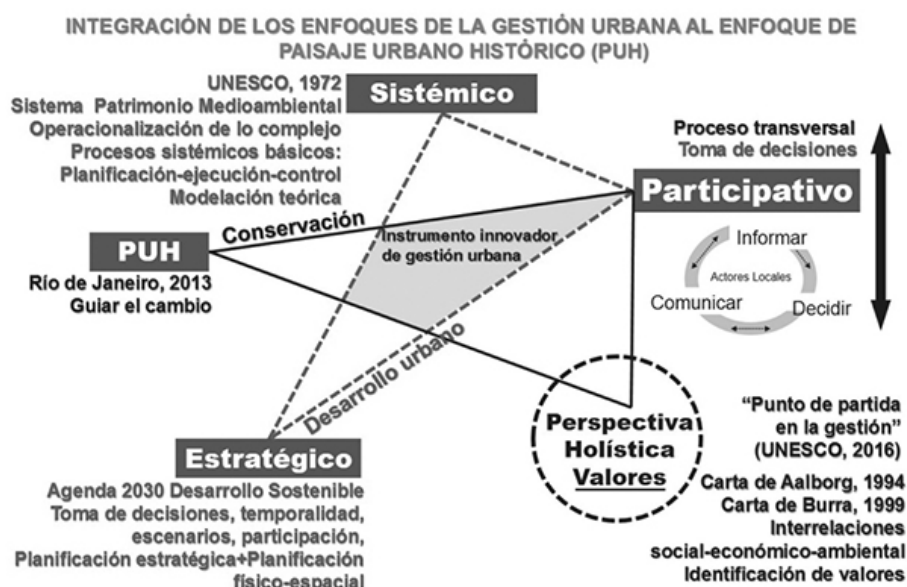 INTEGRACIÓN DE LOS ENFOQUES DE LA GESTIÓN URBANA AL ENFOQUE DE
PAISAJE URBANO HISTÓRICO (PUH)
UNESCO, 1972
Sistema Patrimonio Medioambiental
Operacionalización de lo complejo
Procesos sistémicos básicos:
Planificación-ejecución-control
Modelación teórica
Sistémico
Proceso transversal
Toma de decisiones
Participativo
Informar
Actores Locales
Comunicar
Decidir
Conservación
Instrumento innovador
de gestión urbana
PUH
Río de Janeiro, 2013
Guiar el cambio
Desarrollo urbano
Perspectiva
Holística
Valores
"Punto de partida
en la gestión"
(UNESCO, 2016)
Carta de Aalborg, 1994
Carta de Burra, 1999
Interrelaciones
social-económico-ambiental
Identificación de valores
Estratégico
Agenda 2030 Desarrollo Sostenible
Toma de decisiones, temporalidad,
escenarios, participación,
Planificación estratégica+Planificación
físico-espacial